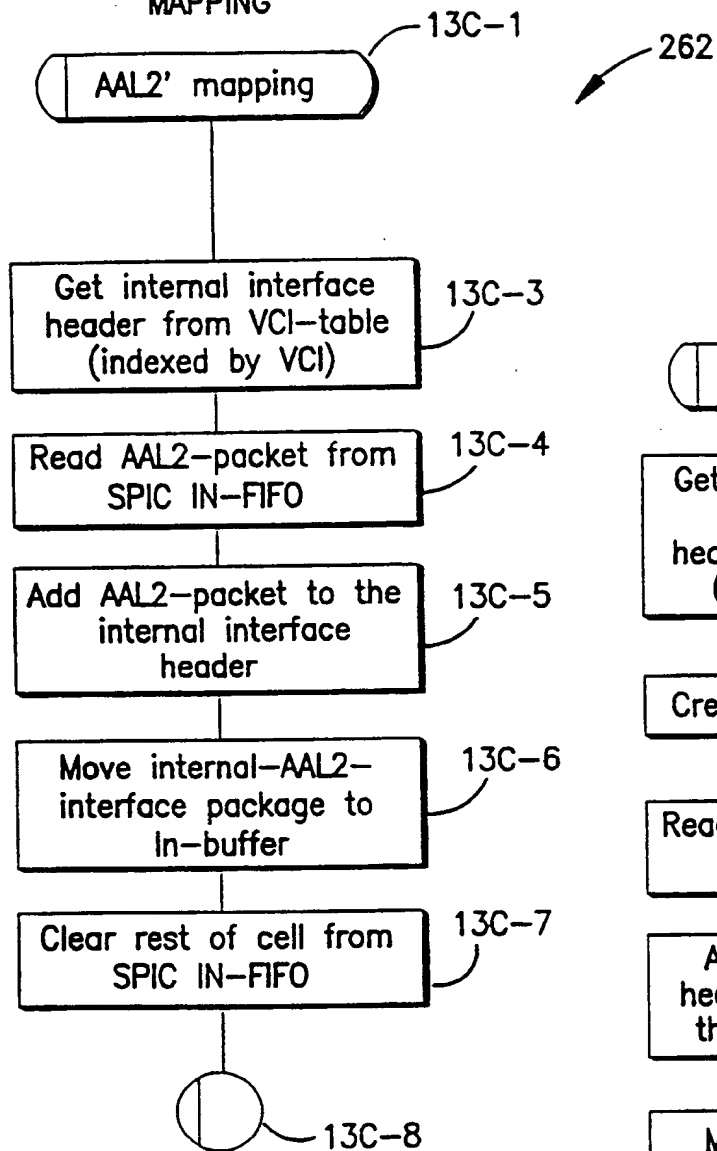 MAPPING
13C-1
262
AAL2' mapping
Get internal interface
header from VCI-table
(indexed by VCI)
13C-3
Read AAL2-packet from
SPIC IN-FIFO
13C-4
Add AAL2-packet to the
internal interface
header
13C-5
Move internal-AAL2-
interface package to
In-buffer
13C-6
Clear rest of cell from
SPIC IN-FIFO
13C-7
13C-8
Get
hea
(
Cre
Read
A
hea
th
M